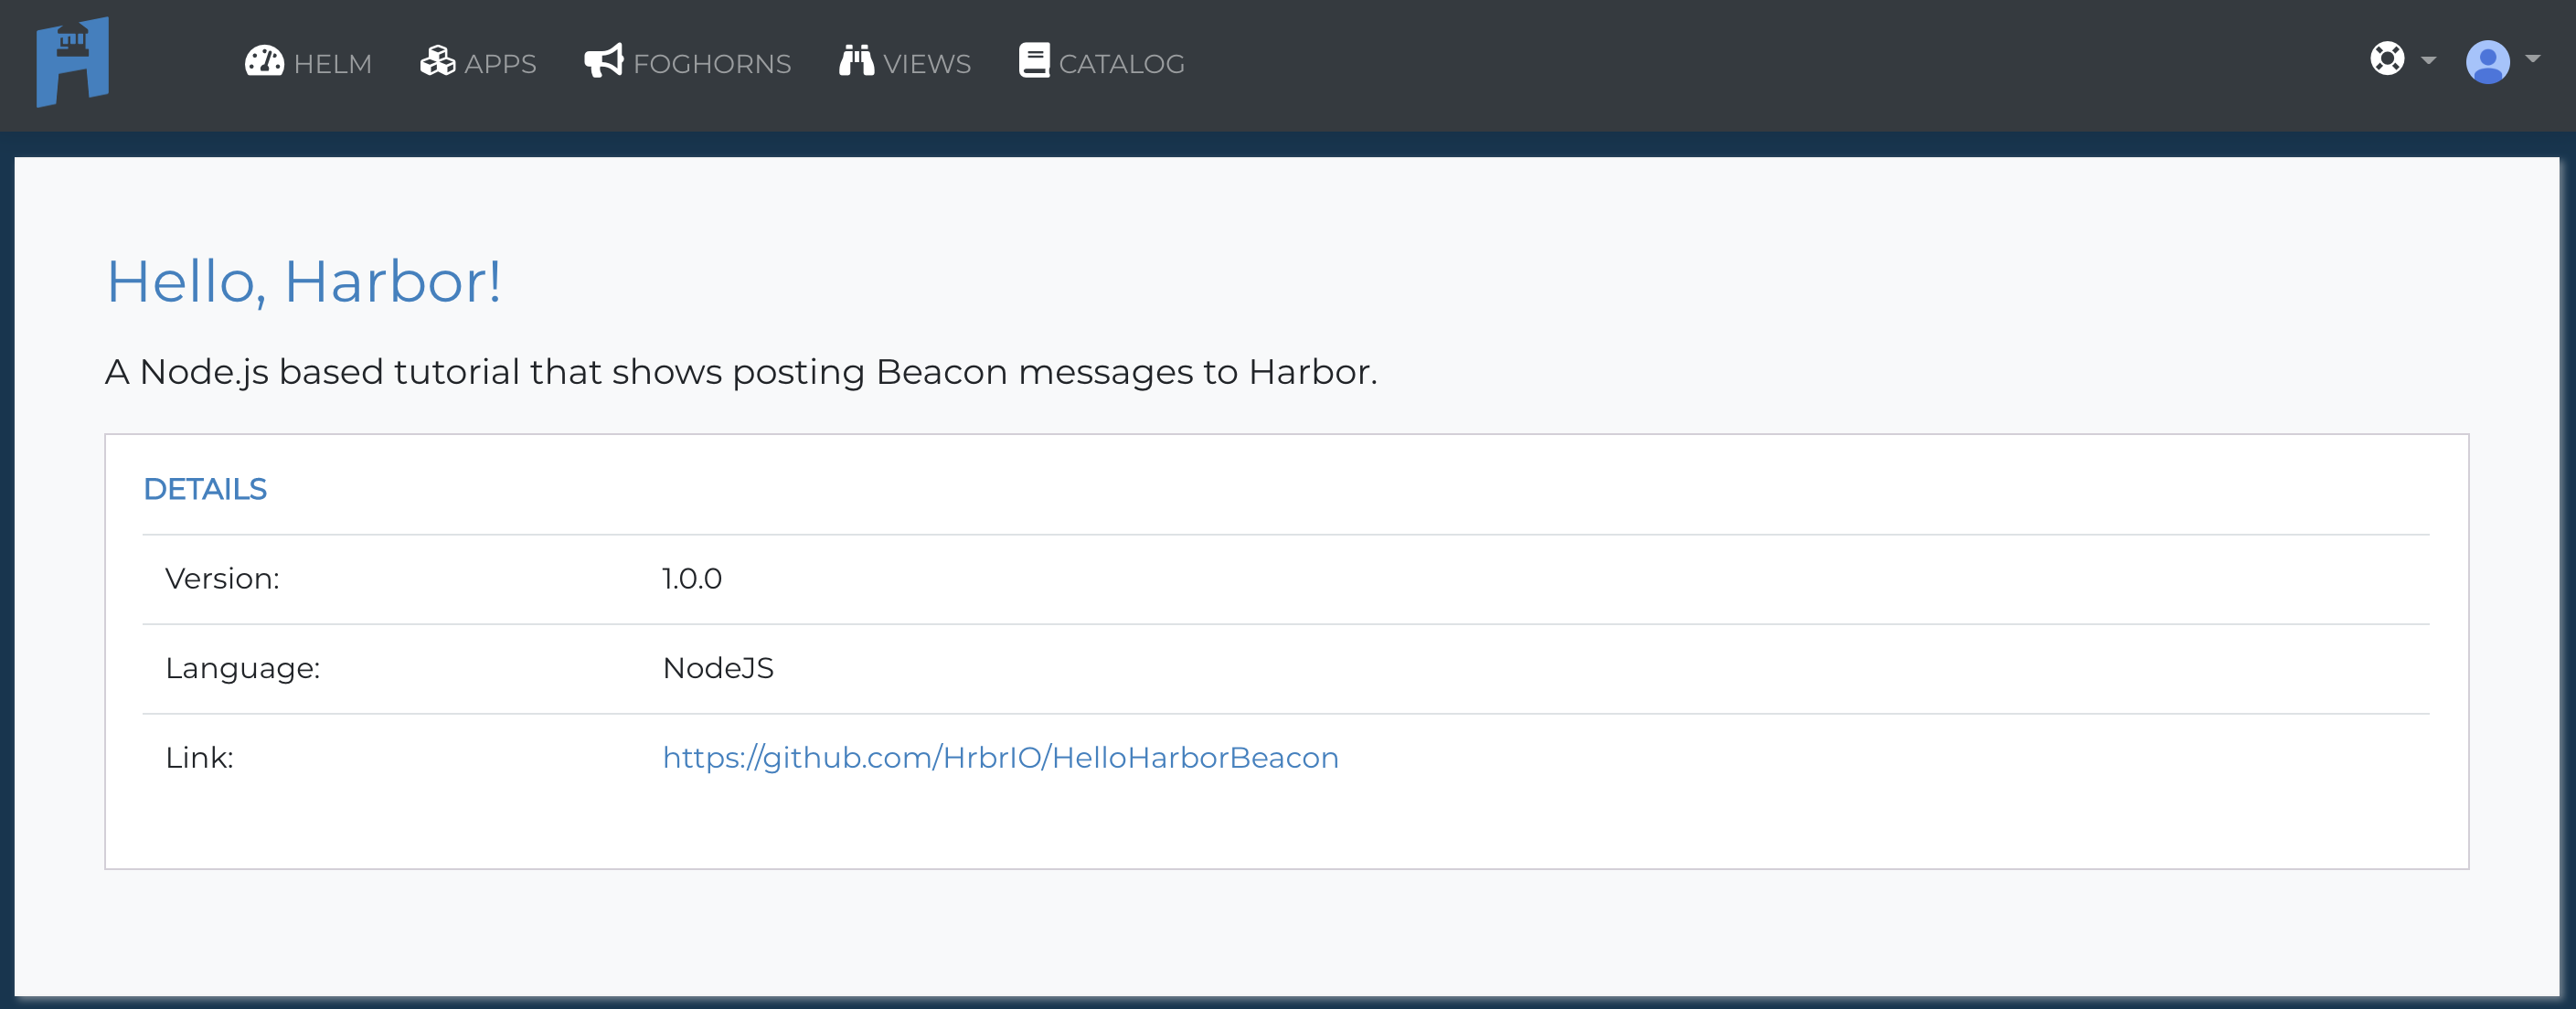 HELM APPS FOGHORNS VIEWS CATALOG
Hello, Harbor!
A Node.js based tutorial that shows posting Beacon messages to Harbor.
DETAILS
Version: 1.0.0
Language: NodeJS
Link: https://github.com/HrbrIO/HelloHarborBeacon